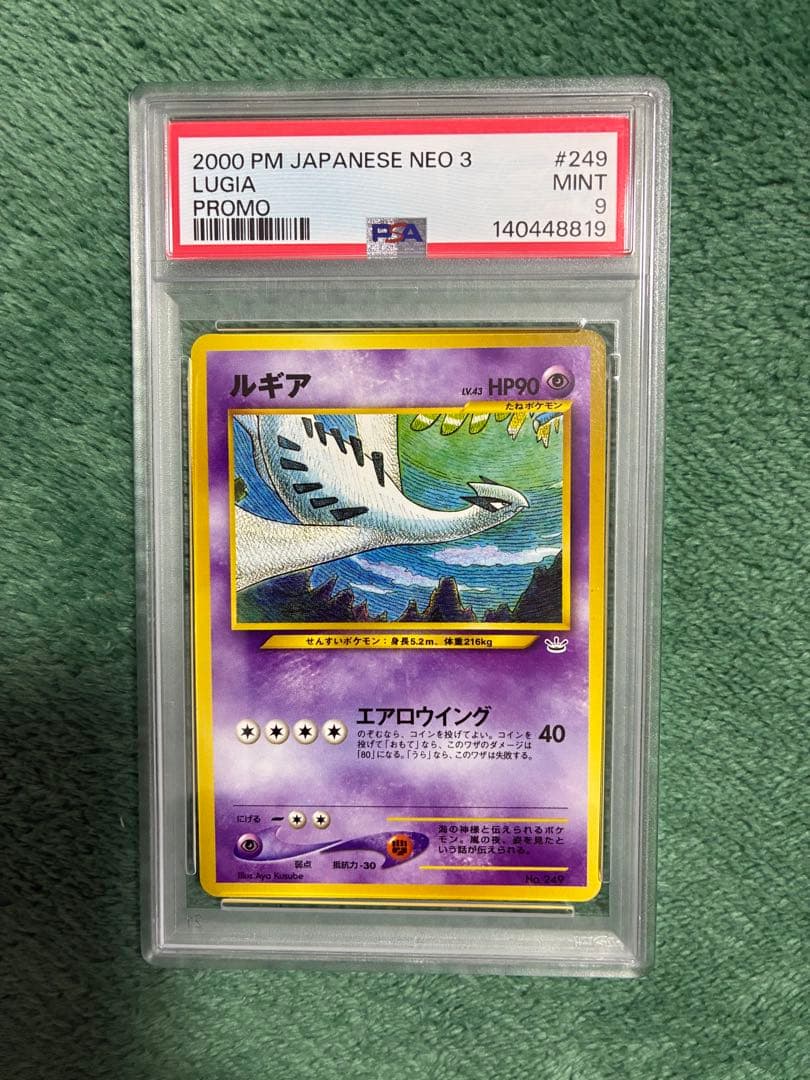 2000 PM JAPANESE NEO 3 #249
LUGIA MINT
PROMO 9
PSA 140448819
ルギア LV.43 HP90
たねポケモン
せんすいポケモン:身長5.2m、体重216kg
エアロウイング 40
のぞむなら、コインを投げてよい。コインを
投げて「おもて」なら、このワザのダメージは
「80」になる。「うら」なら、このワザは失敗する。
にげる
海の神様と伝えられるポケ
モン。嵐の夜、姿を見たと
いう話が伝えられる。
弱点 抵抗力 -30
Illus.Aya Kusube No.249